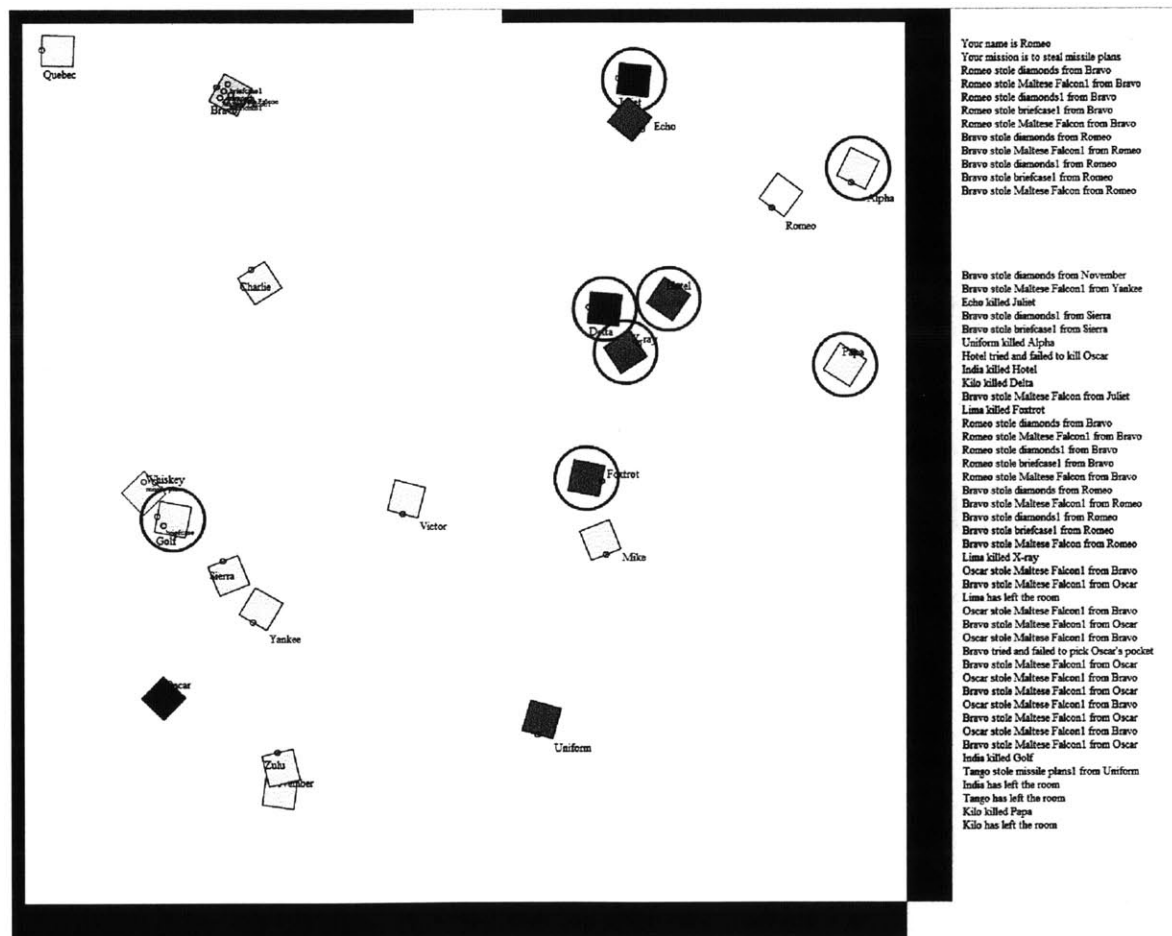 Quebec
briefcase1
Echo
Alpha
Romeo
Charlie
Hotel
Delta
X-ray
Papa
Whiskey
Foxtrot
Victor
briefcase
Golf
Mike
Sierra
Yankee
Uniform
Zulu
Your name is Romeo
Your mission is to steal missile plans
Romeo stole diamonds from Bravo
Romeo stole Maltese Falcon1 from Bravo
Romeo stole diamonds1 from Bravo
Romeo stole briefcase1 from Bravo
Romeo stole Maltese Falcon from Bravo
Bravo stole diamonds from Romeo
Bravo stole Maltese Falcon1 from Romeo
Bravo stole diamonds1 from Romeo
Bravo stole briefcase1 from Romeo
Bravo stole Maltese Falcon from Romeo
Bravo stole diamonds from November
Bravo stole Maltese Falcon1 from Yankee
Echo killed Juliet
Bravo stole diamonds1 from Sierra
Bravo stole briefcase1 from Sierra
Uniform killed Alpha
Hotel tried and failed to kill Oscar
India killed Hotel
Kilo killed Delta
Bravo stole Maltese Falcon from Juliet
Lima killed Foxtrot
Romeo stole diamonds from Bravo
Romeo stole Maltese Falcon1 from Bravo
Romeo stole diamonds1 from Bravo
Romeo stole briefcase1 from Bravo
Romeo stole Maltese Falcon from Bravo
Bravo stole diamonds from Romeo
Bravo stole Maltese Falcon1 from Romeo
Bravo stole diamonds1 from Romeo
Bravo stole briefcase1 from Romeo
Bravo stole Maltese Falcon from Romeo
Lima killed X-ray
Oscar stole Maltese Falcon1 from Bravo
Bravo stole Maltese Falcon1 from Oscar
Lima has left the room
Oscar stole Maltese Falcon1 from Bravo
Bravo stole Maltese Falcon1 from Oscar
Oscar stole Maltese Falcon1 from Bravo
Bravo tried and failed to pick Oscar's pocket
Bravo stole Maltese Falcon1 from Oscar
Oscar stole Maltese Falcon1 from Bravo
Bravo stole Maltese Falcon1 from Oscar
Oscar stole Maltese Falcon1 from Bravo
Bravo stole Maltese Falcon1 from Oscar
Oscar stole Maltese Falcon1 from Bravo
Bravo stole Maltese Falcon1 from Oscar
India killed Golf
Tango stole missile plans1 from Uniform
India has left the room
Tango has left the room
Kilo killed Papa
Kilo has left the room